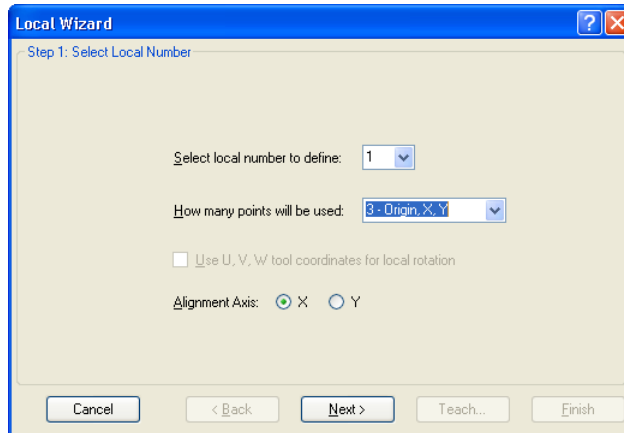 Local Wizard
Step 1: Select Local Number
Select local number to define: 1
How many points will be used: 3 - Origin, X, Y
Use U, V, W tool coordinates for local rotation
Alignment Axis: X Y
Cancel < Back Next > Teach... Finish